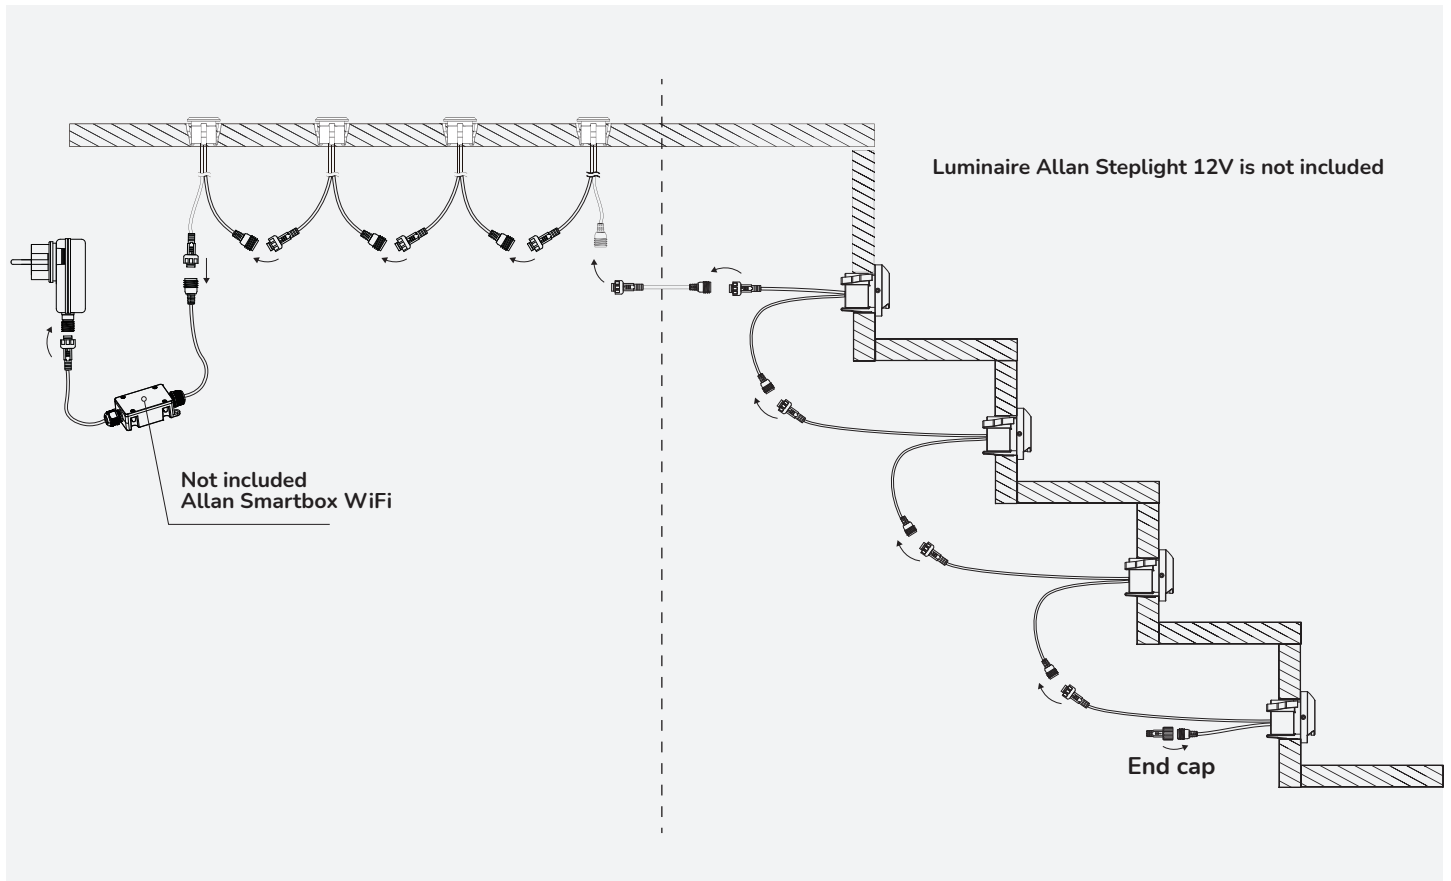 Luminaire Allan Steplight 12V is not included
Not included
Allan Smartbox WiFi
End cap